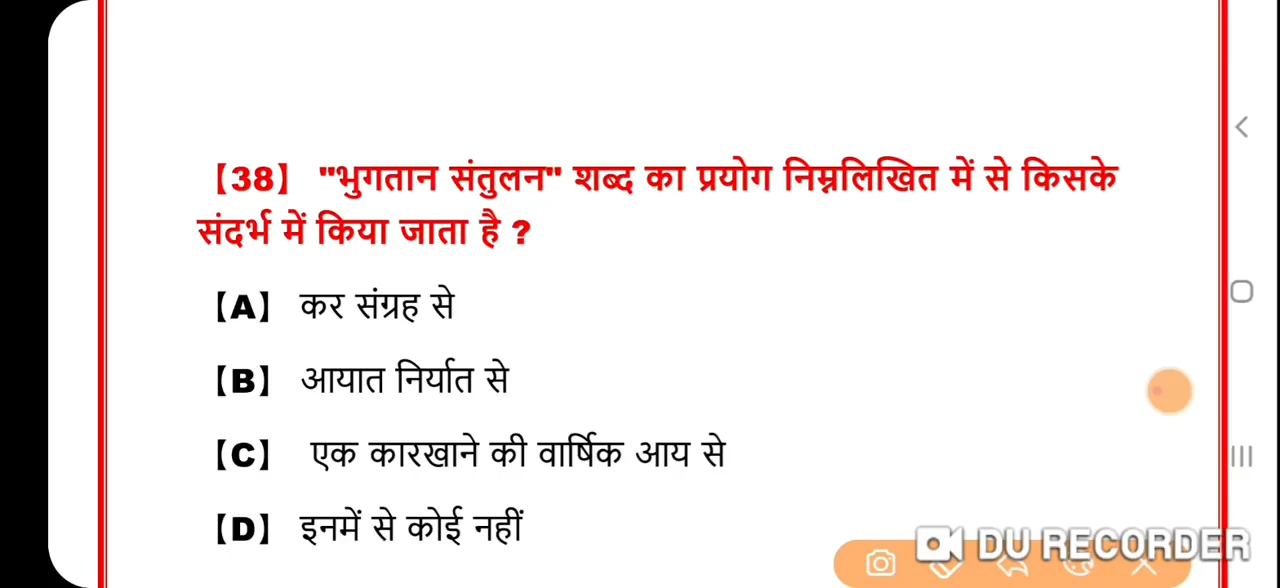 【38】 "भुगतान संतुलन" शब्द का प्रयोग निम्नलिखित में से किसके
संदर्भ में किया जाता है ?
【A】 कर संग्रह से
【B】 आयात निर्यात से
【C】 एक कारखाने की वार्षिक आय से
【D】 इनमें से कोई नहीं
DU RECORDER